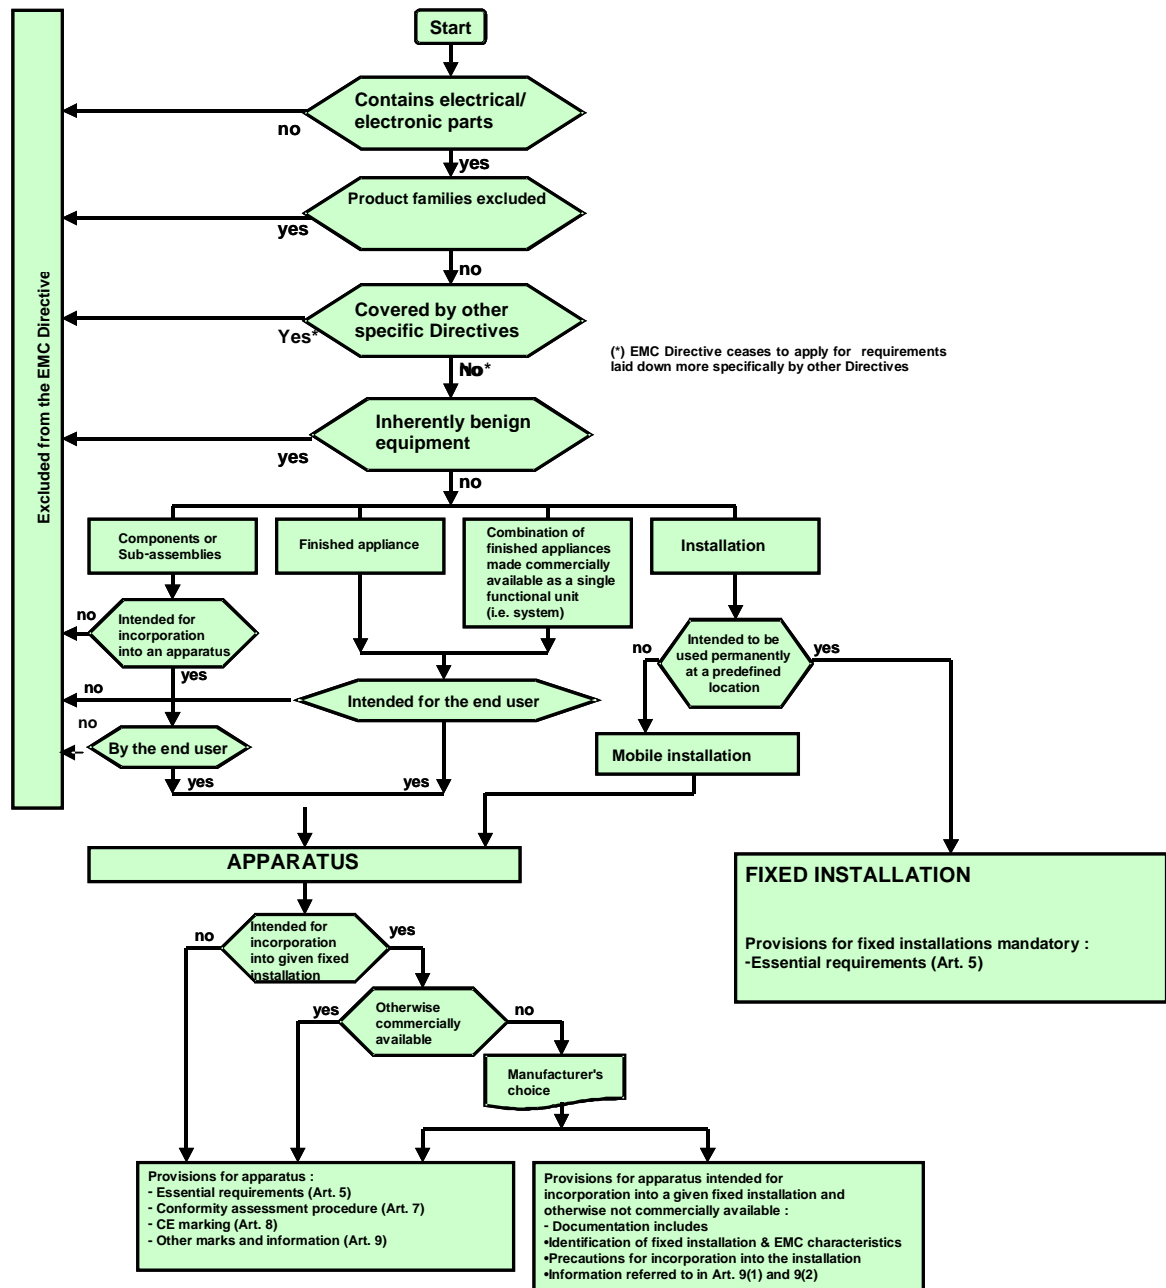 Start
Contains electrical/
electronic parts
no
yes
Product families excluded
yes
no
Covered by other
specific Directives
Yes*
No*
(*) EMC Directive ceases to apply for requirements
laid down more specifically by other Directives
Inherently benign
equipment
yes
no
Excluded from the EMC Directive
Components or
Sub-assemblies
Finished appliance
Combination of
finished appliances
made commercially
available as a single
functional unit
(i.e. system)
Installation
no
Intended for
incorporation
into an apparatus
yes
no
Intended to be
used permanently
at a predefined
location
yes
no
Intended for the end user
no
By the end user
yes
yes
Mobile installation
APPARATUS
FIXED INSTALLATION
Provisions for fixed installations mandatory :
-Essential requirements (Art. 5)
no
Intended for
incorporation
into given fixed
installation
yes
yes
Otherwise
commercially
available
no
Manufacturer's
choice
Provisions for apparatus :
- Essential requirements (Art. 5)
- Conformity assessment procedure (Art. 7)
- CE marking (Art. 8)
- Other marks and information (Art. 9)
Provisions for apparatus intended for
incorporation into a given fixed installation and
otherwise not commercially available :
- Documentation includes
•Identification of fixed installation & EMC characteristics
•Precautions for incorporation into the installation
•Information referred to in Art. 9(1) and 9(2)